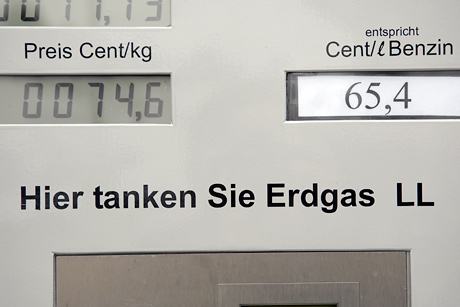 Preis Cent/kg
entspricht
Cent/ℓ Benzin
0074,6
65,4
Hier tanken Sie Erdgas LL